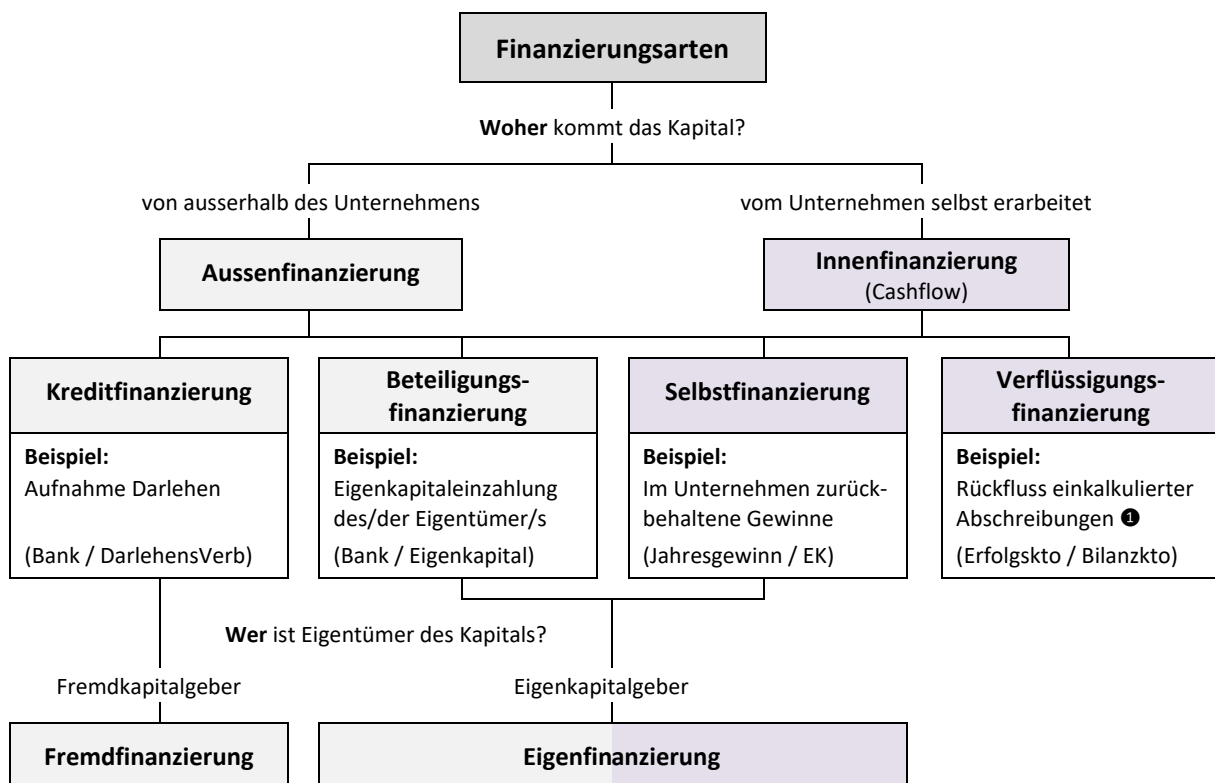 Finanzierungsarten
Woher kommt das Kapital?
von ausserhalb des Unternehmens
vom Unternehmen selbst erarbeitet
Aussenfinanzierung
Innenfinanzierung
(Cashflow)
Kreditfinanzierung
Beteiligungs-
finanzierung
Selbstfinanzierung
Verflüssigungs-
finanzierung
Beispiel:
Aufnahme Darlehen
(Bank / DarlehensVerb)
Beispiel:
Eigenkapitaleinzahlung
des/der Eigentümer/s
(Bank / Eigenkapital)
Beispiel:
Im Unternehmen zurück-
behaltene Gewinne
(Jahresgewinn / EK)
Beispiel:
Rückfluss einkalkulierter
Abschreibungen ❶
(Erfolgskto / Bilanzkto)
Wer ist Eigentümer des Kapitals?
Fremdkapitalgeber
Eigenkapitalgeber
Fremdfinanzierung
Eigenfinanzierung